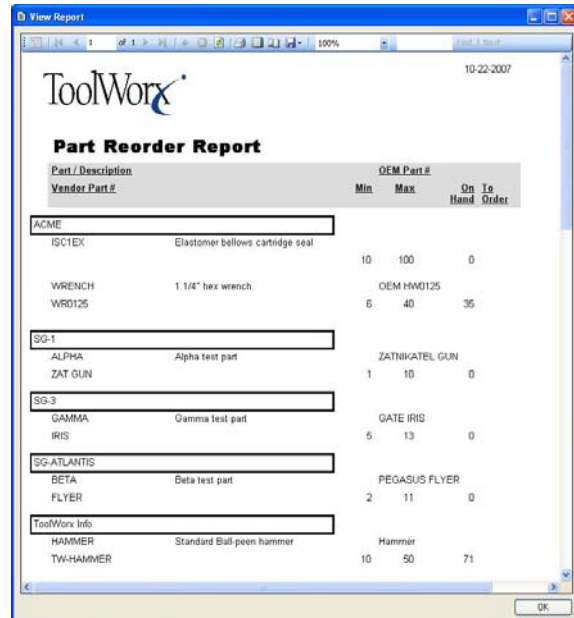 View Report
1 of 1 100% Find | Next
10-22-2007
ToolWorx
Part Reorder Report
Part / Description OEM Part #
Vendor Part # Min Max On Hand To Order
ACME
ISC1EX Elastomer bellows cartridge seal
10 100 0
WRENCH 1 1/4" hex wrench OEM HW0125
WR0125 6 40 35
SG-1
ALPHA Alpha test part ZATNIKATEL GUN
ZAT GUN 1 10 0
SG-3
GAMMA Gamma test part GATE IRIS
IRIS 5 13 0
SG-ATLANTIS
BETA Beta test part PEGASUS FLYER
FLYER 2 11 0
ToolWorx Info
HAMMER Standard Ball-peen hammer Hammer
TW-HAMMER 10 50 71
OK